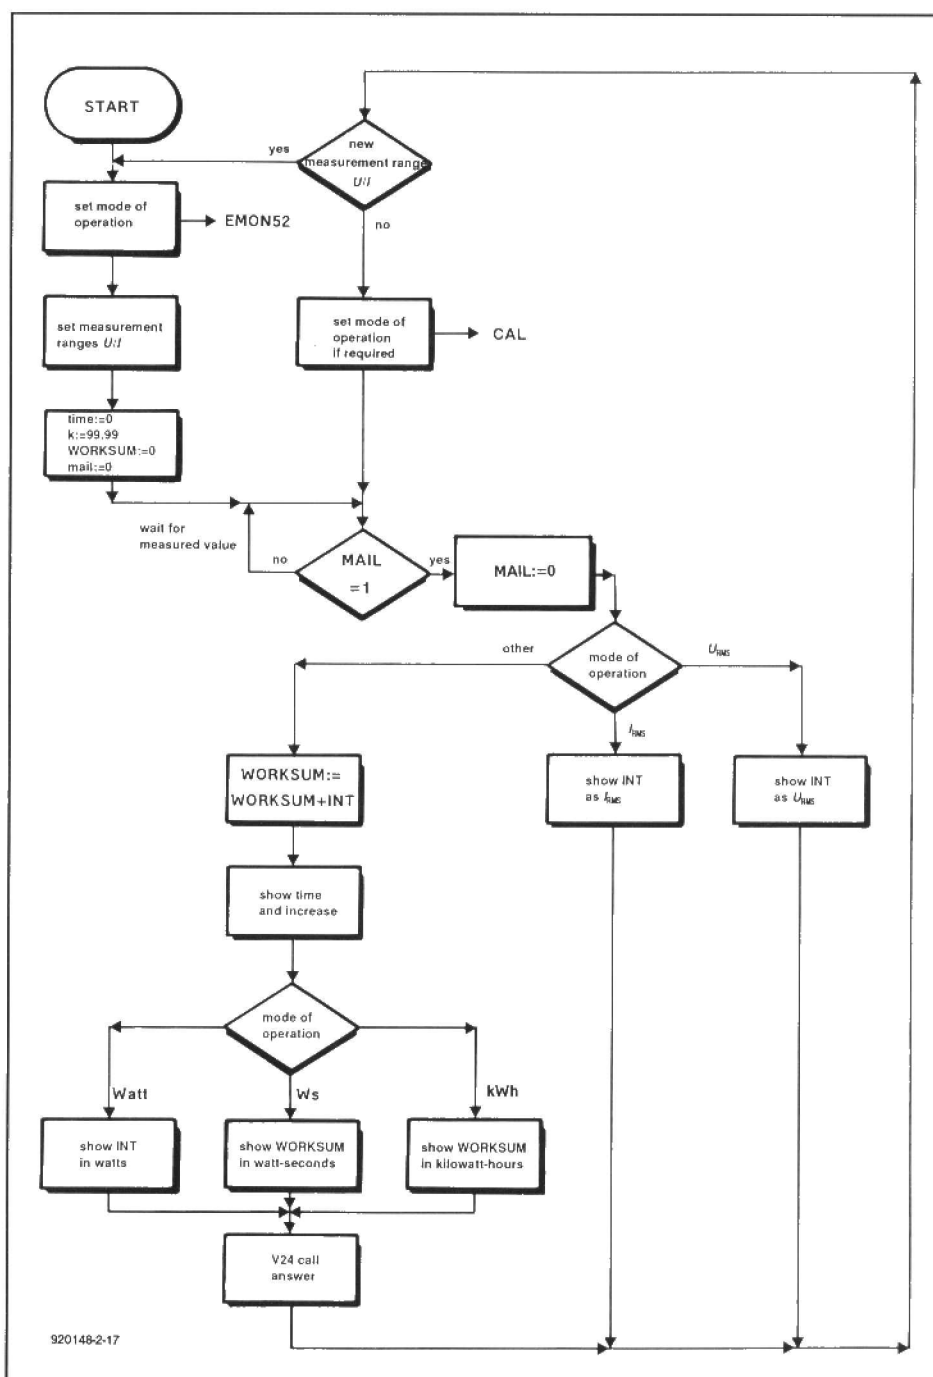 START
new
measurement range
U/I
yes
no
set mode of
operation
EMON52
set measurement
ranges U/I
set mode of
operation
if required
CAL
time:=0
k:=99,99
WORKSUM:=0
mail:=0
wait for
measured value
no
MAIL
=1
yes
MAIL:=0
other
mode of
operation
URMS
IRMS
WORKSUM:=
WORKSUM+INT
show INT
as IRMS
show INT
as URMS
show time
and increase
mode of
operation
Watt
Ws
kWh
show INT
in watts
show WORKSUM
in watt-seconds
show WORKSUM
in kilowatt-hours
V24 call
answer
920148-2-17